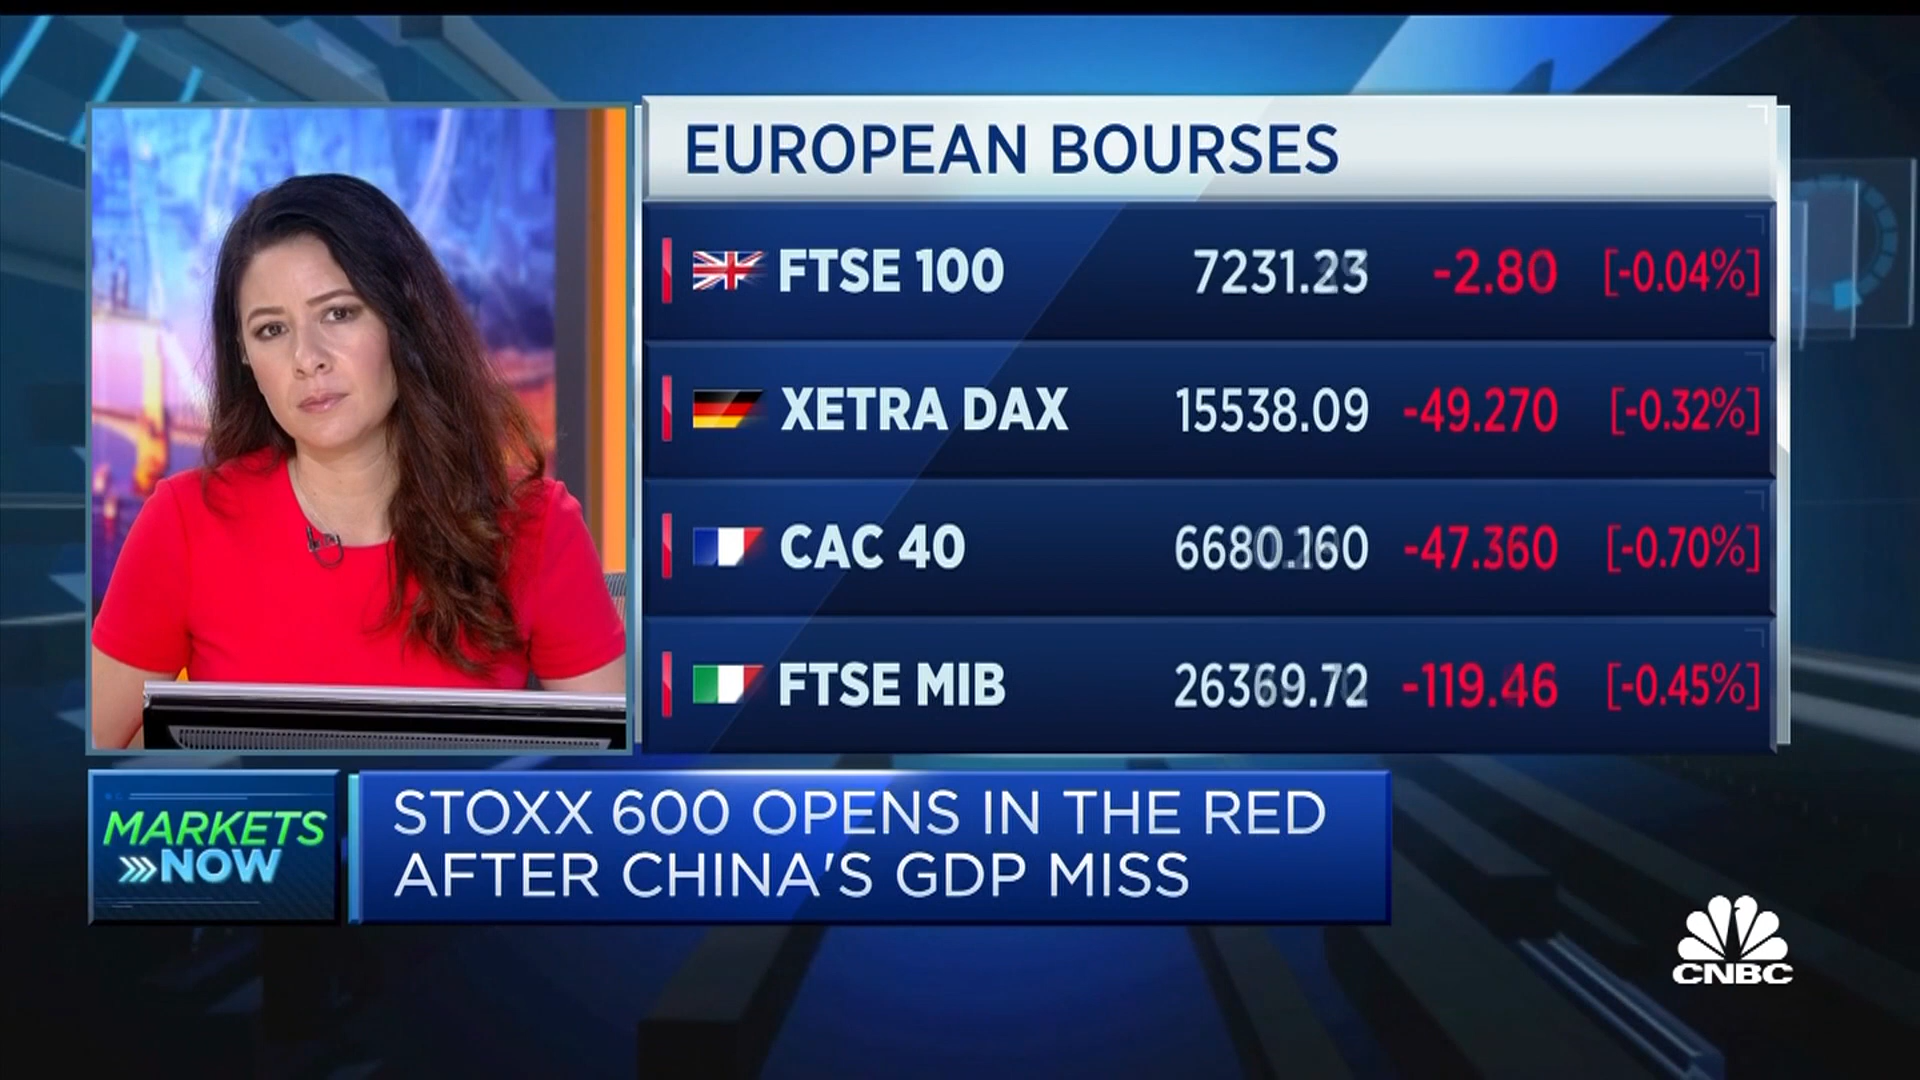 EUROPEAN BOURSES
FTSE 100 7231.23 -2.80 [-0.04%]
XETRA DAX 15538.09 -49.270 [-0.32%]
CAC 40 -47.360 [-0.70%]
FTSE MIB 26369.72 -119.46 [-0.45%]
MARKETS
NOW
STOXX 600 OPENS IN THE RED
AFTER CHINA'S GDP MISS
CNBC